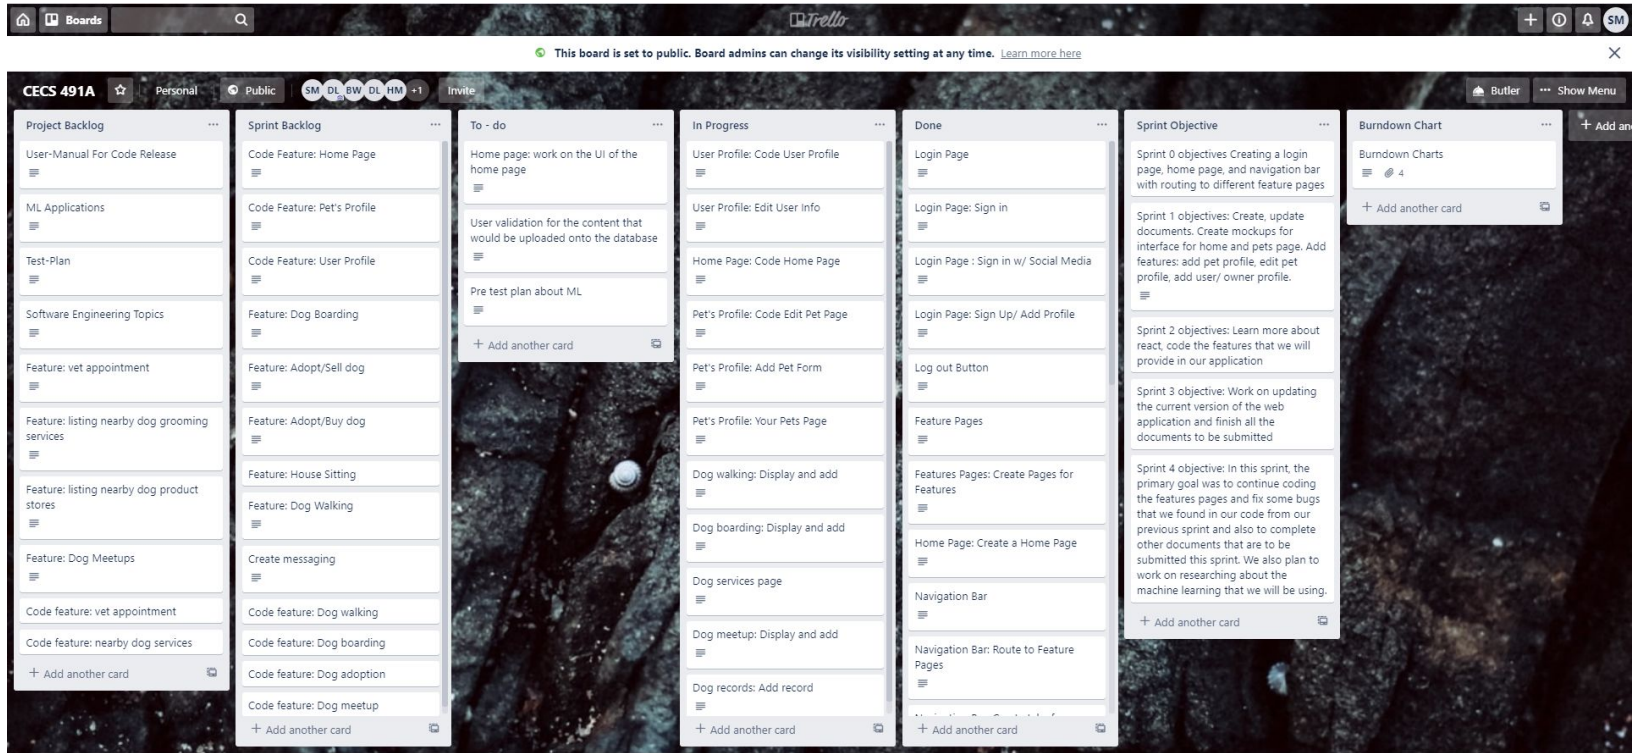 Boards
Trello
SM
This board is set to public. Board admins can change its visibility setting at any time. Learn more here
CECS 491A
Personal
Public
SM DL BW DL HM +1
Invite
Butler
Show Menu
Project Backlog
User-Manual For Code Release
ML Applications
Test-Plan
Software Engineering Topics
Feature: vet appointment
Feature: listing nearby dog grooming
services
Feature: listing nearby dog product
stores
Feature: Dog Meetups
Code feature: vet appointment
Code feature: nearby dog services
+ Add another card
Sprint Backlog
Code Feature: Home Page
Code Feature: Pet's Profile
Code Feature: User Profile
Feature: Dog Boarding
Feature: Adopt/Sell dog
Feature: Adopt/Buy dog
Feature: House Sitting
Feature: Dog Walking
Create messaging
Code feature: Dog walking
Code feature: Dog boarding
Code feature: Dog adoption
Code feature: Dog meetup
+ Add another card
To - do
Home page: work on the UI of the
home page
User validation for the content that
would be uploaded onto the database
Pre test plan about ML
+ Add another card
In Progress
User Profile: Code User Profile
User Profile: Edit User Info
Home Page: Code Home Page
Pet's Profile: Code Edit Pet Page
Pet's Profile: Add Pet Form
Pet's Profile: Your Pets Page
Dog walking: Display and add
Dog boarding: Display and add
Dog services page
Dog meetup: Display and add
Dog records: Add record
+ Add another card
Done
Login Page
Login Page: Sign in
Login Page : Sign in w/ Social Media
Login Page: Sign Up/ Add Profile
Log out Button
Feature Pages
Features Pages: Create Pages for
Features
Home Page: Create a Home Page
Navigation Bar
Navigation Bar: Route to Feature
Pages
+ Add another card
Sprint Objective
Sprint 0 objectives Creating a login
page, home page, and navigation bar
with routing to different feature pages
Sprint 1 objectives: Create, update
documents. Create mockups for
interface for home and pets page. Add
features: add pet profile, edit pet
profile, add user/ owner profile.
Sprint 2 objectives: Learn more about
react, code the features that we will
provide in our application
Sprint 3 objective: Work on updating
the current version of the web
application and finish all the
documents to be submitted
Sprint 4 objective: In this sprint, the
primary goal was to continue coding
the features pages and fix some bugs
that we found in our code from our
previous sprint and also to complete
other documents that are to be
submitted this sprint. We also plan to
work on researching about the
machine learning that we will be using.
+ Add another card
Burndown Chart
Burndown Charts
4
+ Add another card
+ Add an